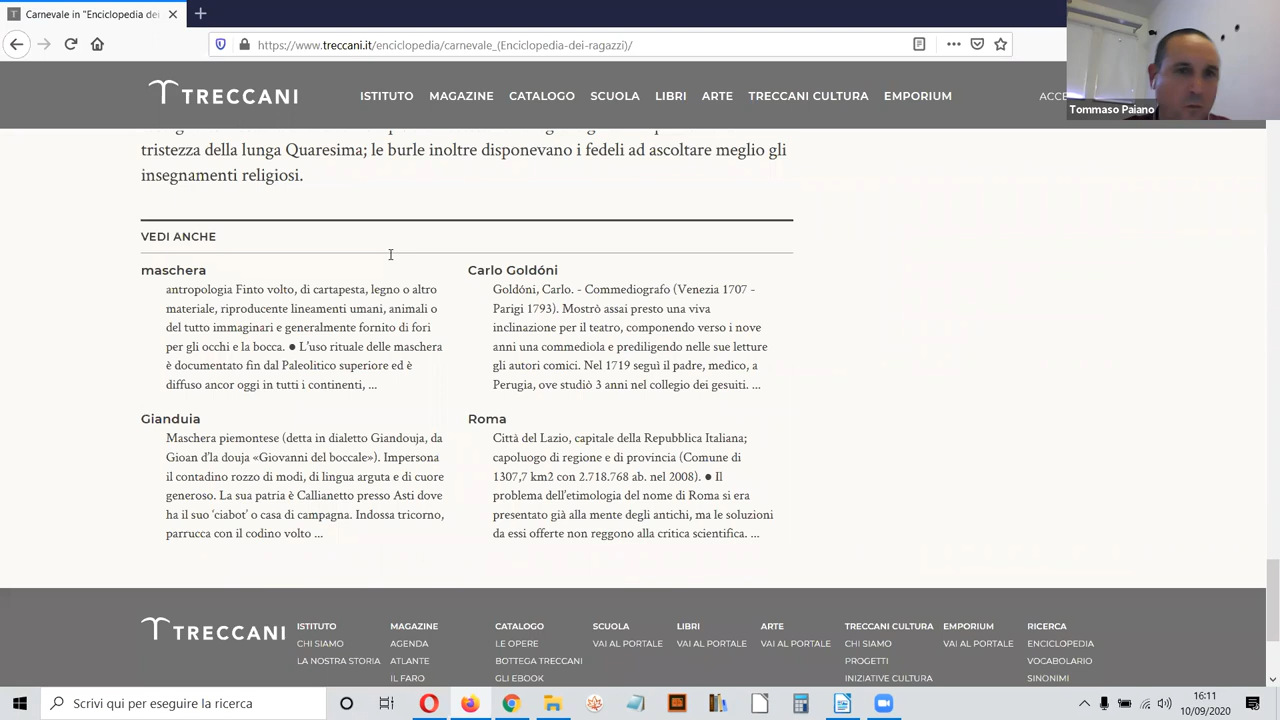 Carnevale in "Enciclopedia dei
https://www.treccani.it/enciclopedia/carnevale_(Enciclopedia-dei-ragazzi)/
TRECCANI
ISTITUTO MAGAZINE CATALOGO SCUOLA LIBRI ARTE TRECCANI CULTURA EMPORIUM ACCE
Tommaso Paiano
tristezza della lunga Quaresima; le burle inoltre disponevano i fedeli ad ascoltare meglio gli
insegnamenti religiosi.
VEDI ANCHE
maschera
antropologia Finto volto, di cartapesta, legno o altro
materiale, riproducente lineamenti umani, animali o
del tutto immaginari e generalmente fornito di fori
per gli occhi e la bocca. ● L'uso rituale delle maschera
è documentato fin dal Paleolitico superiore ed è
diffuso ancor oggi in tutti i continenti, ...
Carlo Goldóni
Goldóni, Carlo. - Commediografo (Venezia 1707 -
Parigi 1793). Mostrò assai presto una viva
inclinazione per il teatro, componendo verso i nove
anni una commediola e prediligendo nelle sue letture
gli autori comici. Nel 1719 seguì il padre, medico, a
Perugia, ove studiò 3 anni nel collegio dei gesuiti. ...
Gianduia
Maschera piemontese (detta in dialetto Giandouja, da
Gioan d'la douja «Giovanni del boccale»). Impersona
il contadino rozzo di modi, di lingua arguta e di cuore
generoso. La sua patria è Callianetto presso Asti dove
ha il suo 'ciabot' o casa di campagna. Indossa tricorno,
parrucca con il codino volto ...
Roma
Città del Lazio, capitale della Repubblica Italiana;
capoluogo di regione e di provincia (Comune di
1307,7 km2 con 2.718.768 ab. nel 2008). ● Il
problema dell'etimologia del nome di Roma si era
presentato già alla mente degli antichi, ma le soluzioni
da essi offerte non reggono alla critica scientifica. ...
TRECCANI
ISTITUTO MAGAZINE CATALOGO SCUOLA LIBRI ARTE TRECCANI CULTURA EMPORIUM RICERCA
CHI SIAMO AGENDA LE OPERE VAI AL PORTALE VAI AL PORTALE VAI AL PORTALE CHI SIAMO VAI AL PORTALE ENCICLOPEDIA
LA NOSTRA STORIA ATLANTE BOTTEGA TRECCANI PROGETTI VOCABOLARIO
IL FARO GLI EBOOK INIZIATIVE CULTURA SINONIMI
Scrivi qui per eseguire la ricerca
16:11
10/09/2020